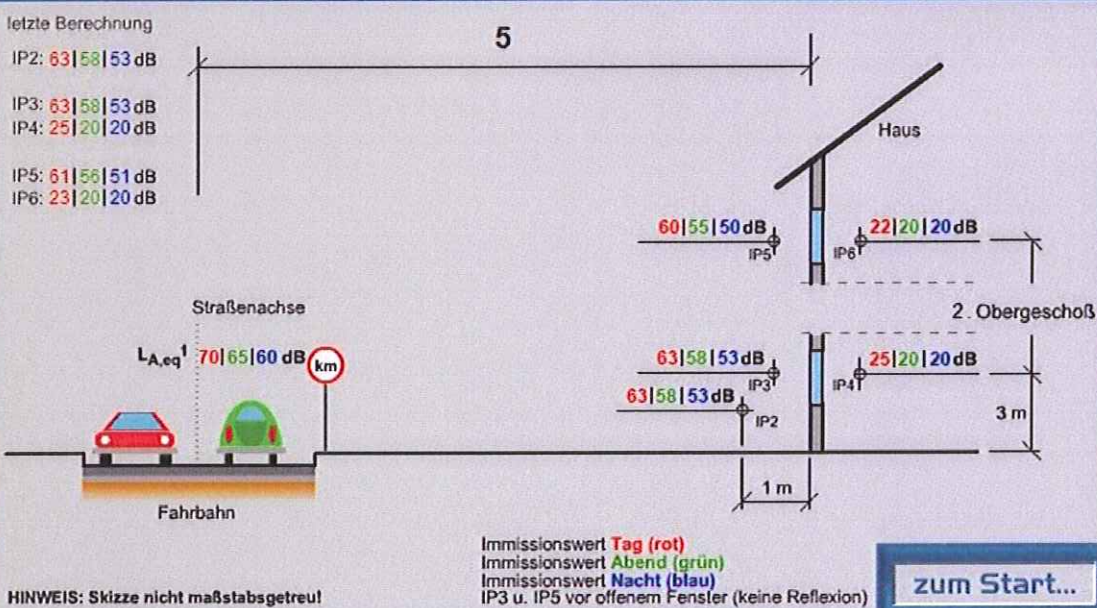 letzte Berechnung
IP2: 63|58|53 dB
IP3: 63|58|53 dB
IP4: 25|20|20 dB
IP5: 61|56|51 dB
IP6: 23|20|20 dB
5
Haus
60|55|50 dB
IP5
IP6
22|20|20 dB
2. Obergeschoß
Straßenachse
LA,eq1 70|65|60 dB
km
63|58|53 dB
IP3
IP4
25|20|20 dB
63|58|53 dB
IP2
3 m
1 m
Fahrbahn
Immissionswert Tag (rot)
Immissionswert Abend (grün)
Immissionswert Nacht (blau)
IP3 u. IP5 vor offenem Fenster (keine Reflexion)
HINWEIS: Skizze nicht maßstabsgetreu!
zum Start...